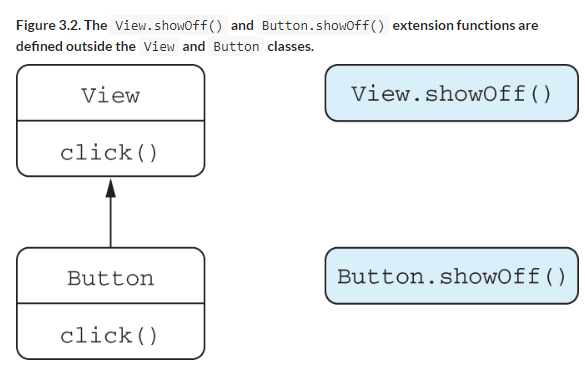 Figure 3.2. The View.showOff() and Button.showOff() extension functions are
defined outside the View and Button classes.
View
click()
View.showOff()
Button
click()
Button.showOff()